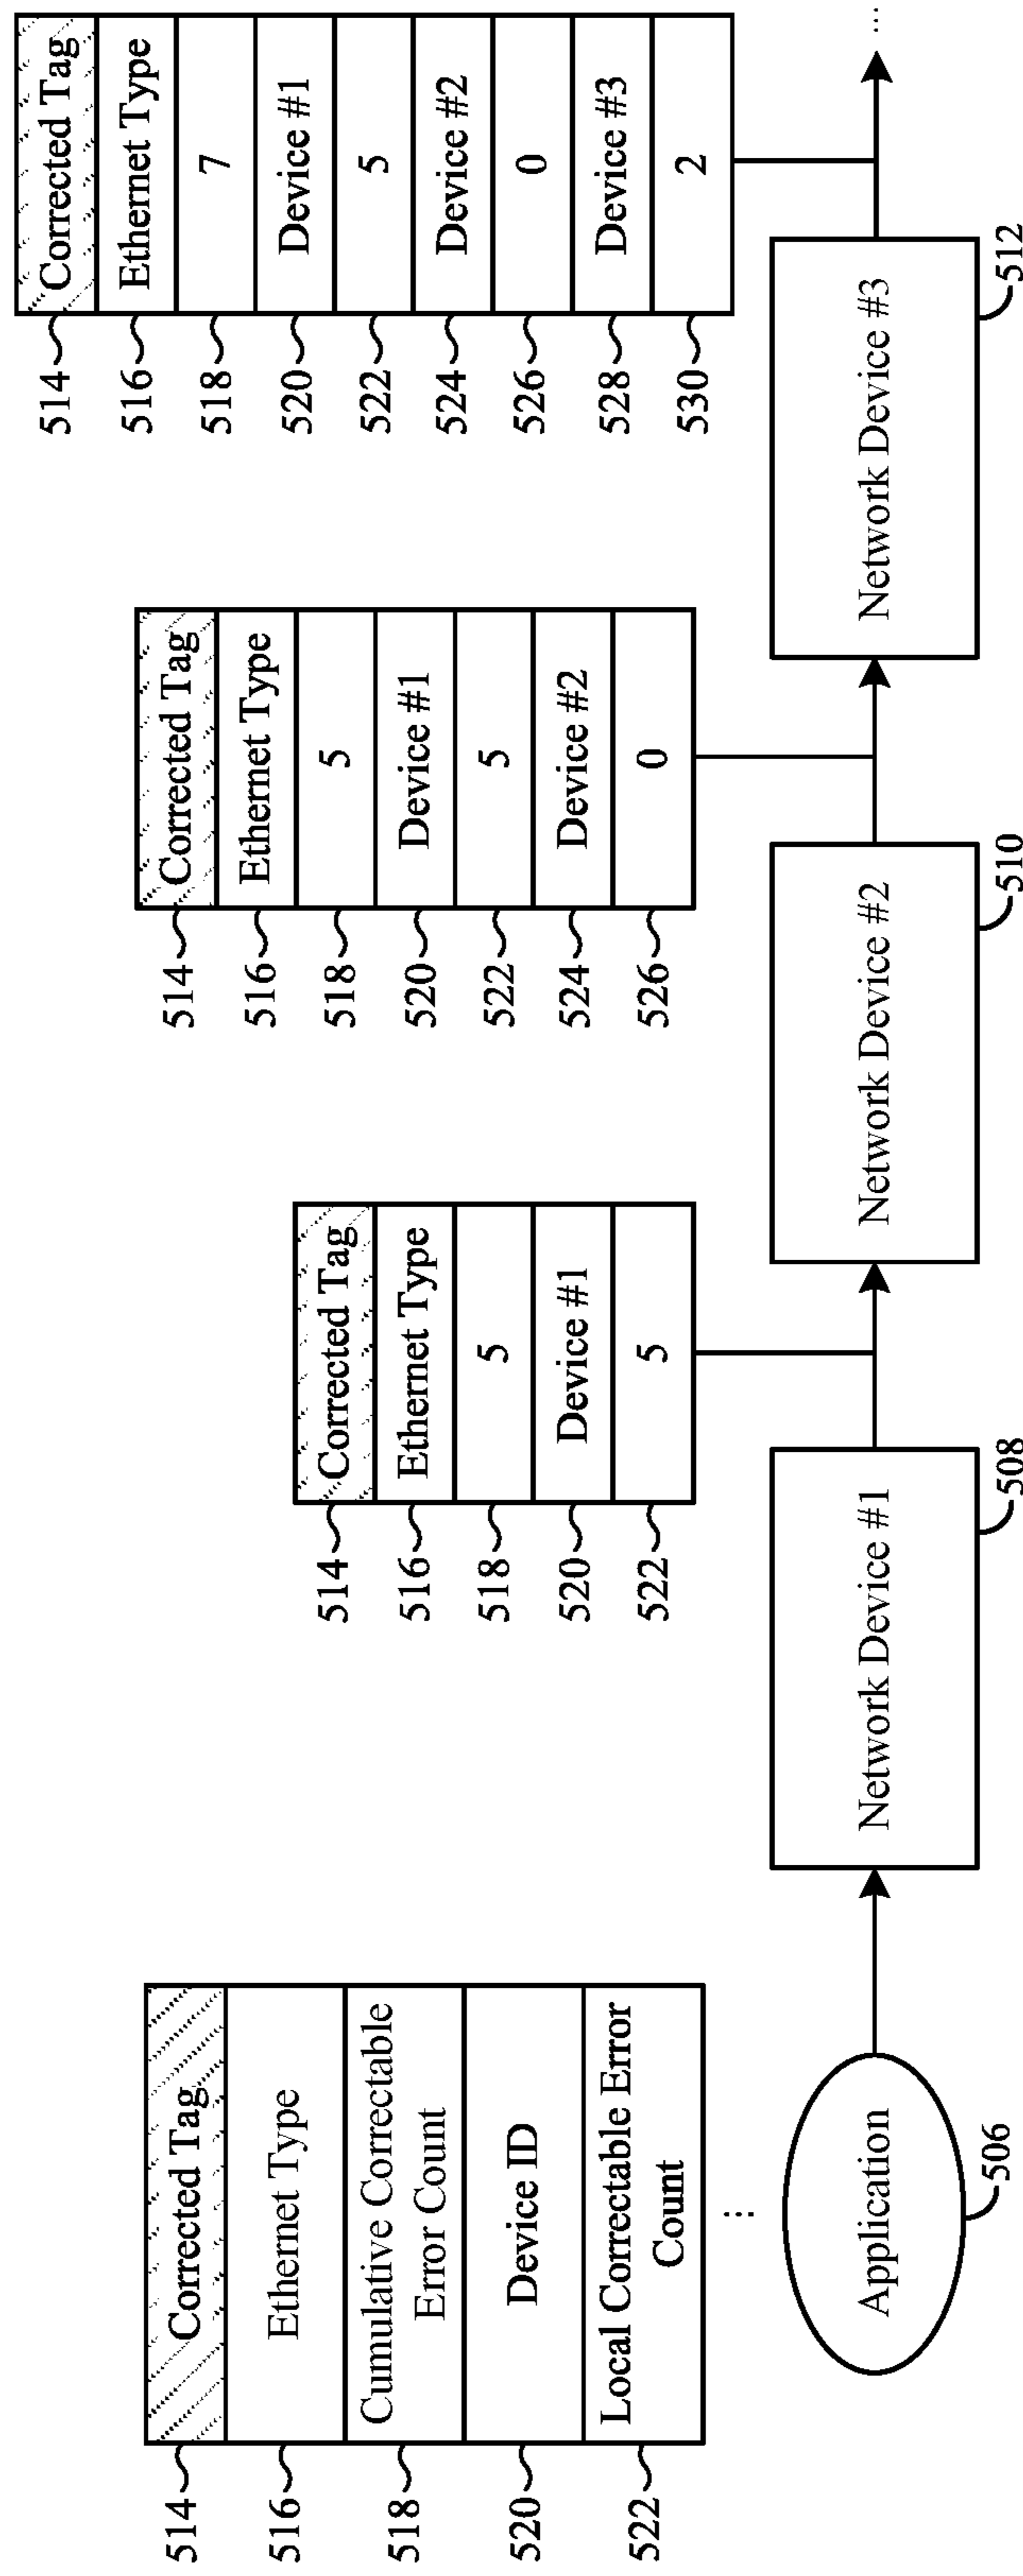 514
Corrected Tag
516
Ethernet Type
518
Cumulative Correctable
Error Count
520
Device ID
522
Local Correctable Error
Count
...
514
Corrected Tag
516
Ethernet Type
518
5
520
Device #1
522
5
514
Corrected Tag
516
Ethernet Type
518
5
520
Device #1
522
5
524
Device #2
526
0
514
Corrected Tag
516
Ethernet Type
518
7
520
Device #1
522
5
524
Device #2
526
0
528
Device #3
530
2
Application
506
Network Device #1
508
Network Device #2
510
Network Device #3
512
...